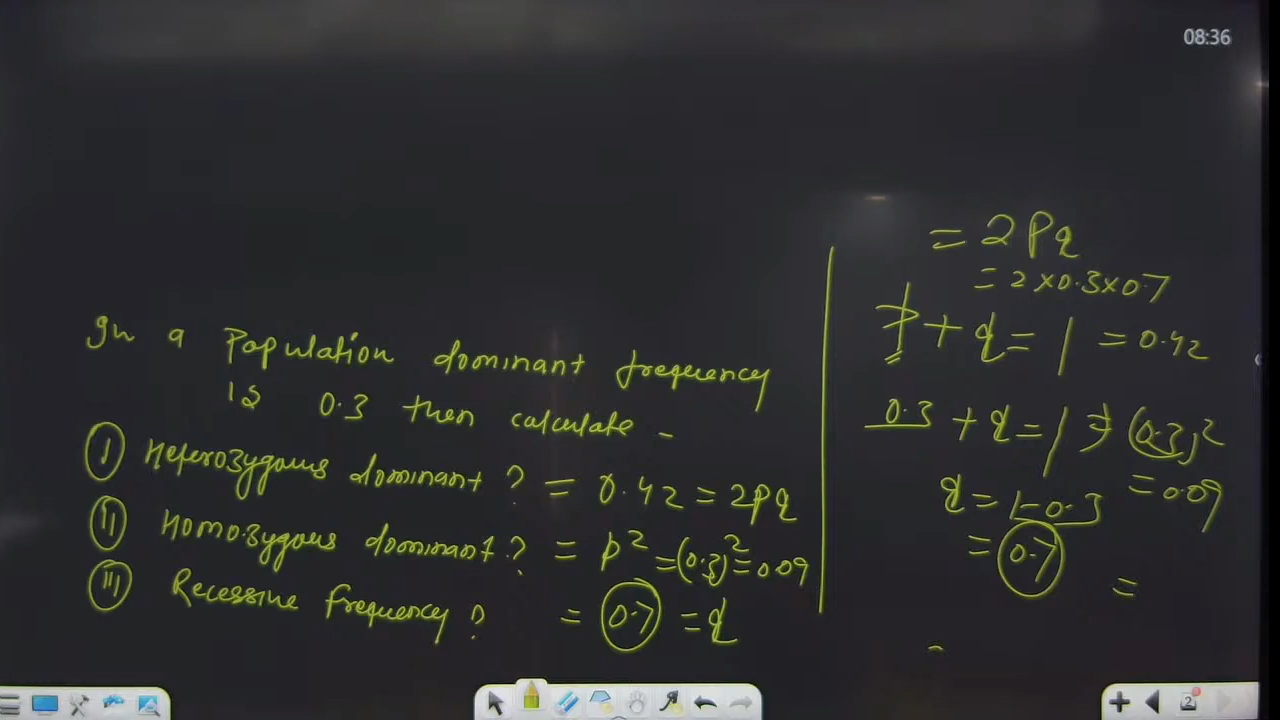 08:36
In a Population dominant frequency
is 0.3 then calculate -
I Heterozygous dominant ? = 0.42 = 2Pq
II Homozygous dominant ? = p² = (0.3)² = 0.09
III Recessive frequency ? = 0.7 = q
= 2Pq
= 2 × 0.3 × 0.7
P + q = 1 = 0.42
0.3 + q = 1 (0.3)²
q = 1 - 0.3 = 0.09
= 0.7
=
2